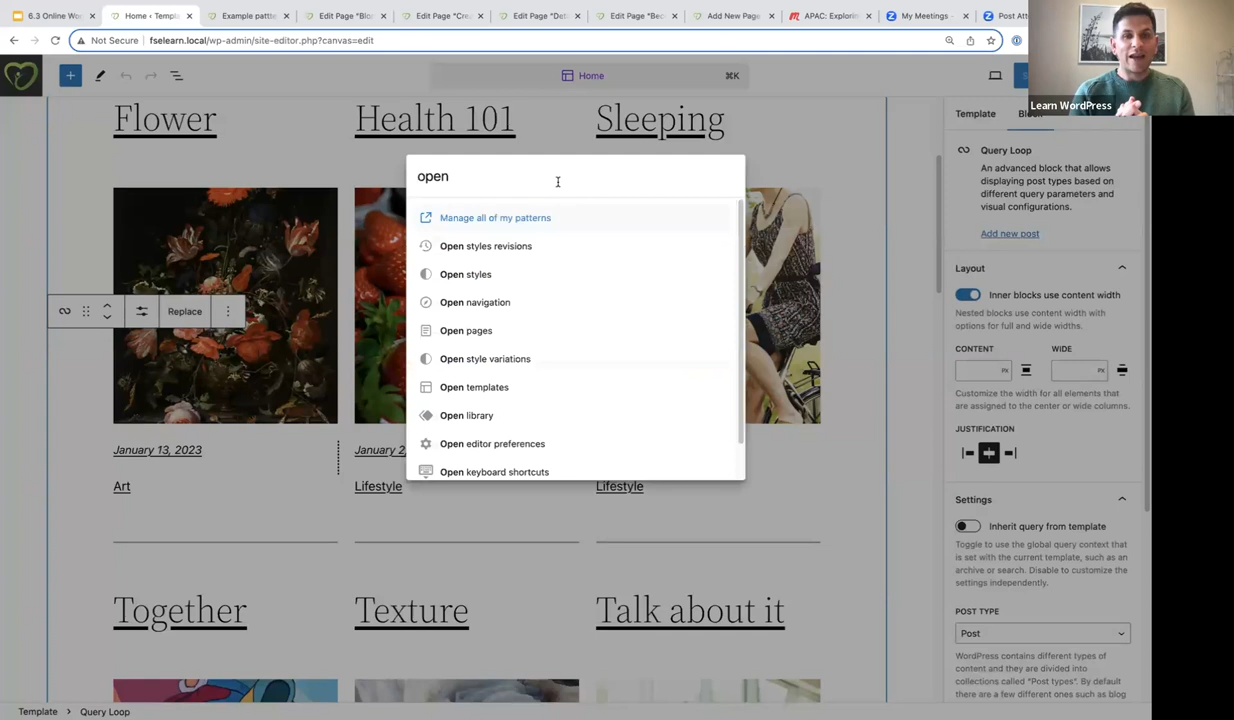 6.3 Online Wor
Home ‹ Templa
Example patte
Edit Page "Blo
Edit Page "Crea
Edit Page "Det
Edit Page "Bec
Add New Page
APAC: Explorin
My Meetings -
Post Att
Not Secure
fselearn.local/wp-admin/site-editor.php?canvas=edit
Learn WordPress
Home
⌘K
Flower
Health 101
Sleeping
open
Manage all of my patterns
Open styles revisions
Open styles
Open navigation
Open pages
Open style variations
Open templates
Open library
Open editor preferences
Open keyboard shortcuts
Replace
January 13, 2023
January 2
Art
Lifestyle
Lifestyle
Together
Texture
Talk about it
Template
Query Loop
An advanced block that allows
displaying post types based on
different query parameters and
visual configurations.
Add new post
Layout
Inner blocks use content width
Nested blocks use content width with
options for full and wide widths.
CONTENT
WIDE
PX
PX
Customize the width for all elements that
are assigned to the center or wide columns.
JUSTIFICATION
Settings
Inherit query from template
Toggle to use the global query context that
is set with the current template, such as an
archive or search. Disable to customize the
settings independently.
POST TYPE
Post
WordPress contains different types of
content and they are divided into
collections called "Post types". By default
there are a few different ones such as blog
Template > Query Loop